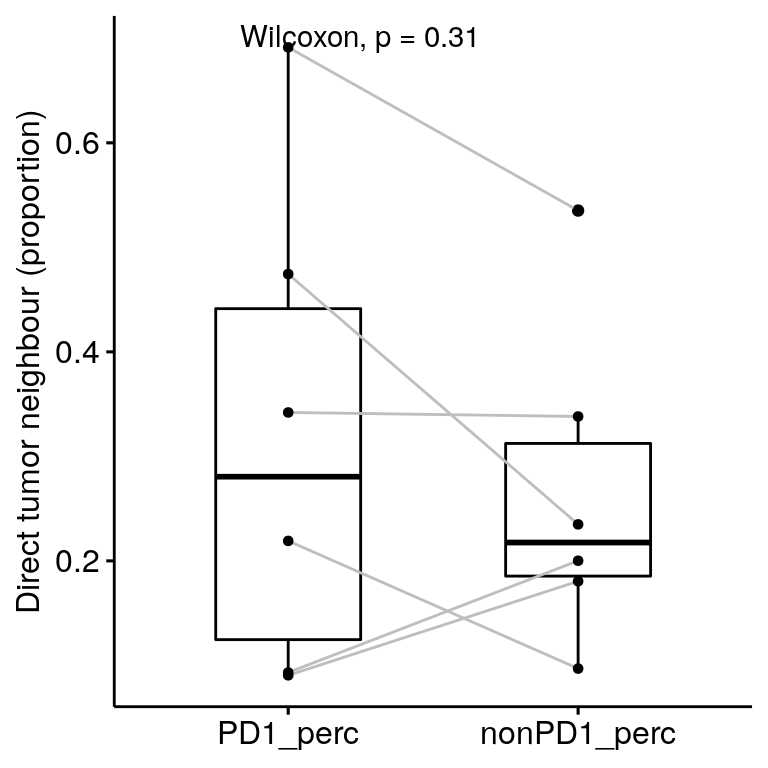 Wilcoxon, p = 0.31
Direct tumor neighbour (proportion)
0.6
0.4
0.2
PD1_perc
nonPD1_perc